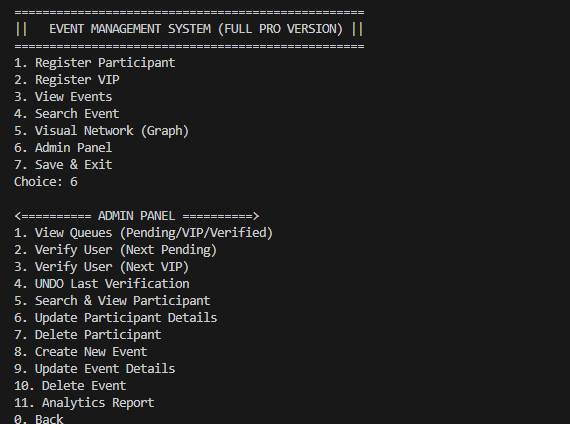 ==================================================
||   EVENT MANAGEMENT SYSTEM (FULL PRO VERSION) ||
==================================================
1. Register Participant
2. Register VIP
3. View Events
4. Search Event
5. Visual Network (Graph)
6. Admin Panel
7. Save & Exit
Choice: 6
<========== ADMIN PANEL ==========>
1. View Queues (Pending/VIP/Verified)
2. Verify User (Next Pending)
3. Verify User (Next VIP)
4. UNDO Last Verification
5. Search & View Participant
6. Update Participant Details
7. Delete Participant
8. Create New Event
9. Update Event Details
10. Delete Event
11. Analytics Report
0. Back